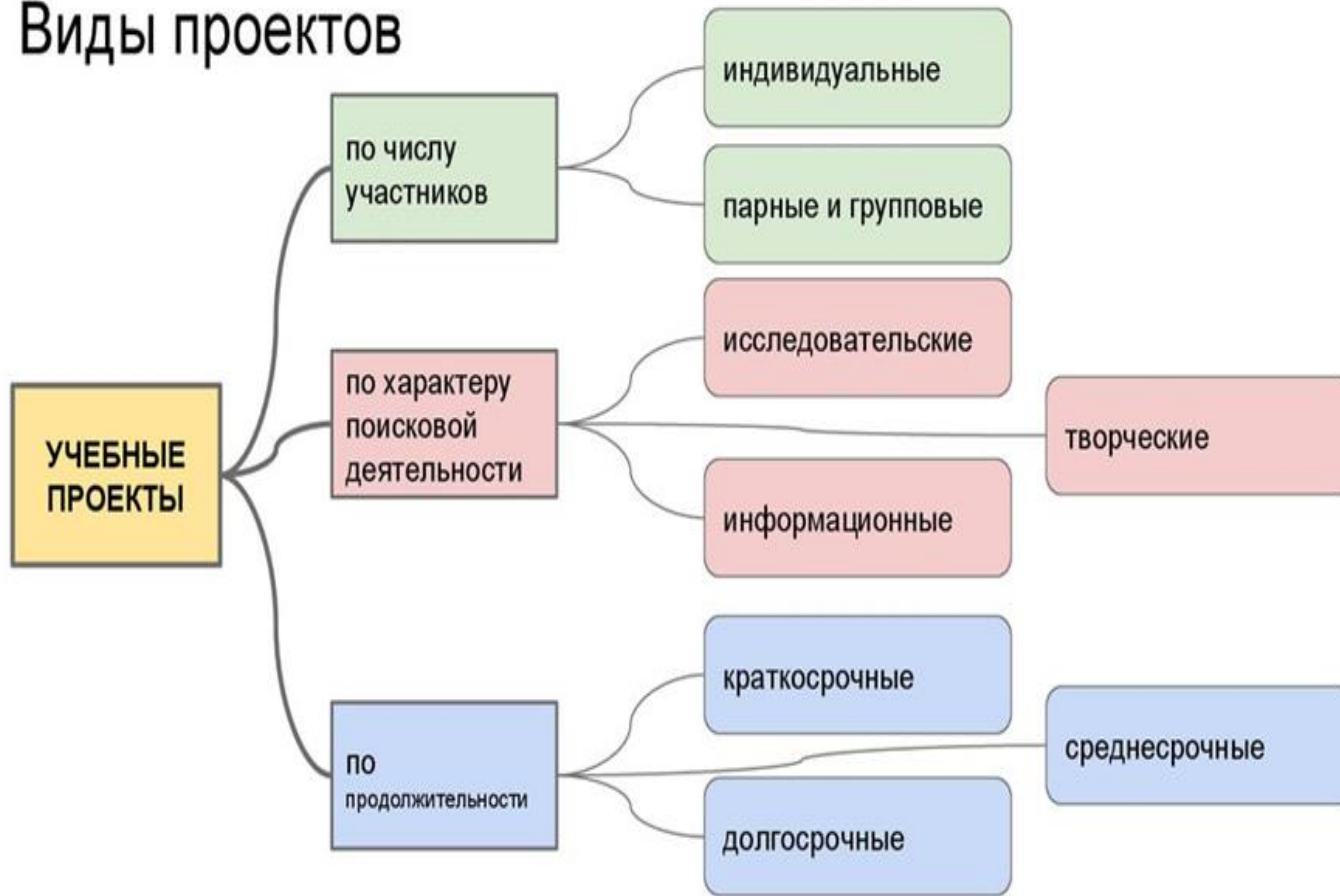 Виды проектов
УЧЕБНЫЕ
ПРОЕКТЫ
по числу
участников
индивидуальные
парные и групповые
по характеру
поисковой
деятельности
исследовательские
творческие
информационные
по
продолжительности
краткосрочные
среднесрочные
долгосрочные